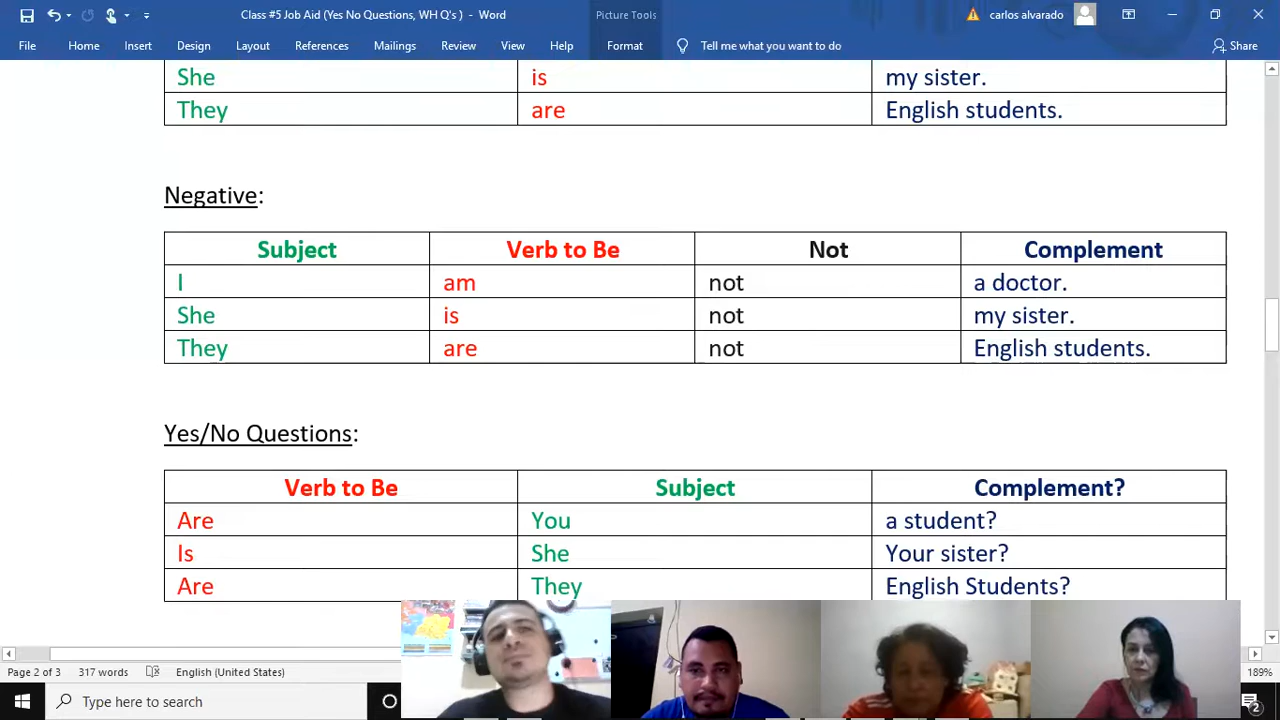 Class #5 Job Aid (Yes No Questions, WH Q's) - Word
Picture Tools
carlos alvarado
File Home Insert Design Layout References Mailings Review View Help Format Tell me what you want to do Share
She is my sister.
They are English students.
Negative:
Subject Verb to Be Not Complement
I am not a doctor.
She is not my sister.
They are not English students.
Yes/No Questions:
Verb to Be Subject Complement?
Are You a student?
Is She Your sister?
Are They English Students?
Page 2 of 3 317 words English (United States) 189%
Type here to search
2